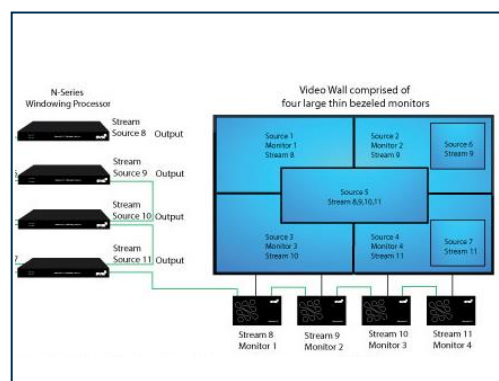 N-Series
Windowing Processor
Stream
Source 8 Output
Stream
Source 9 Output
Stream
Source 10 Output
Stream
Source 11 Output
Video Wall comprised of
four large thin bezeled monitors
Source 1
Monitor 1
Stream 8
Source 2
Monitor 2
Stream 9
Source 6
Stream 9
Source 5
Stream 8,9,10,11
Source 3
Monitor 3
Stream 10
Source 4
Monitor 4
Stream 11
Source 7
Stream 11
Stream 8
Monitor 1
Stream 9
Monitor 2
Stream 10
Monitor 3
Stream 11
Monitor 4